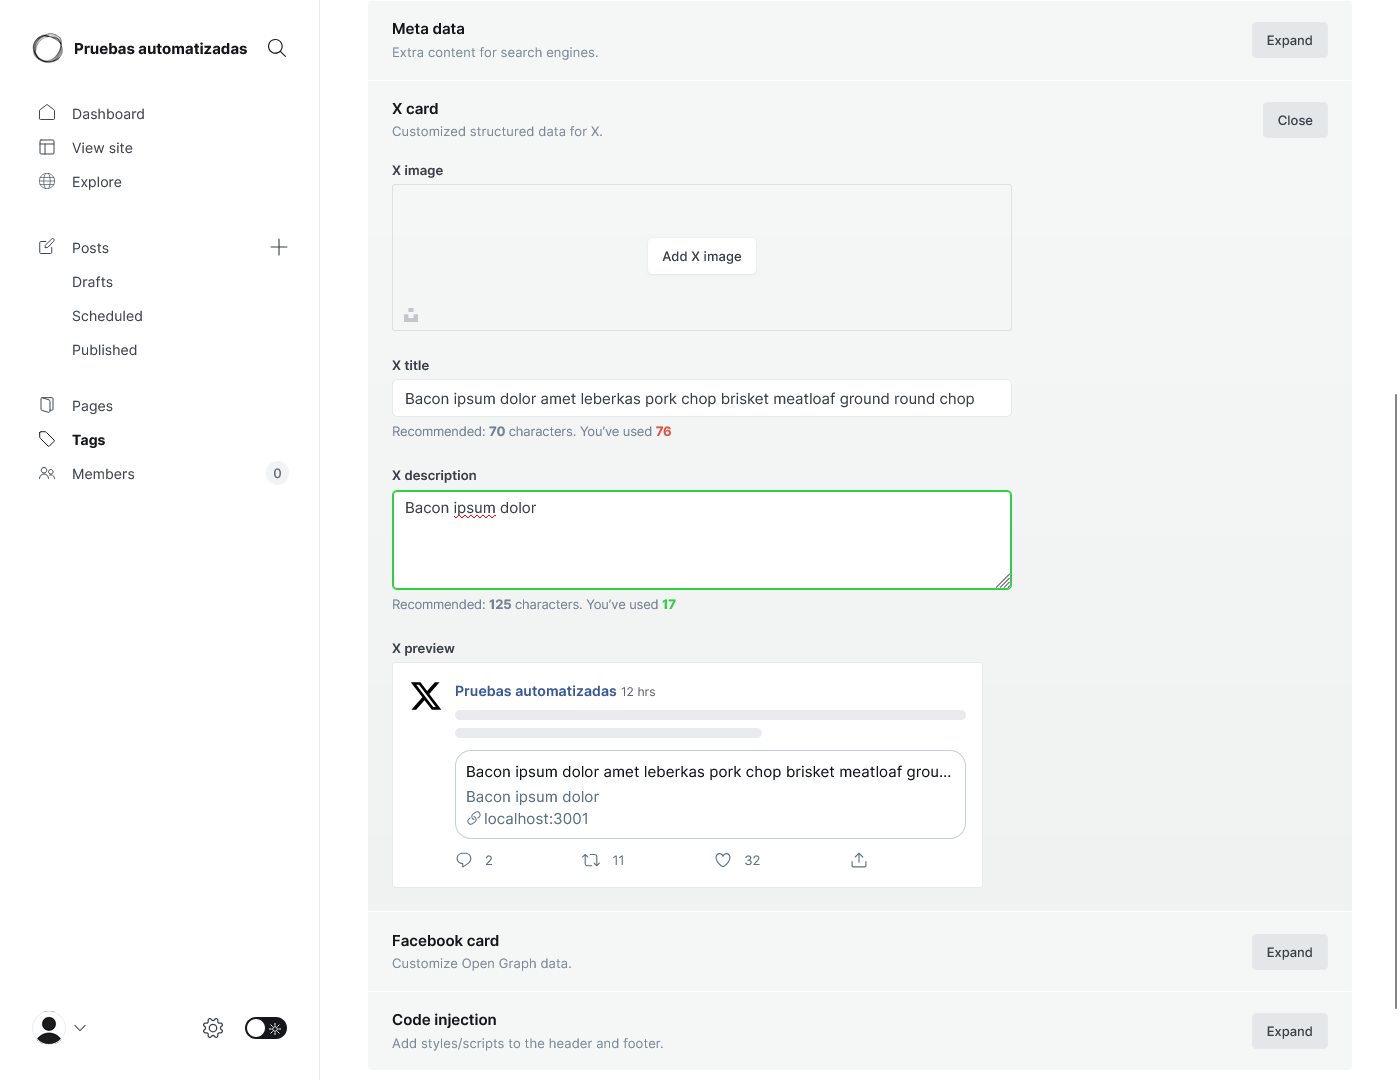 Pruebas automatizadas
Dashboard
View site
Explore
Posts
Drafts
Scheduled
Published
Pages
Tags
Members 0
Meta data
Extra content for search engines.
Expand
X card
Customized structured data for X.
Close
X image
Add X image
X title
Bacon ipsum dolor amet leberkas pork chop brisket meatloaf ground round chop
Recommended: 70 characters. You’ve used 76
X description
Bacon ipsum dolor
Recommended: 125 characters. You’ve used 17
X preview
Pruebas automatizadas 12 hrs
Bacon ipsum dolor amet leberkas pork chop brisket meatloaf grou...
Bacon ipsum dolor
localhost:3001
2 11 32
Facebook card
Customize Open Graph data.
Expand
Code injection
Add styles/scripts to the header and footer.
Expand